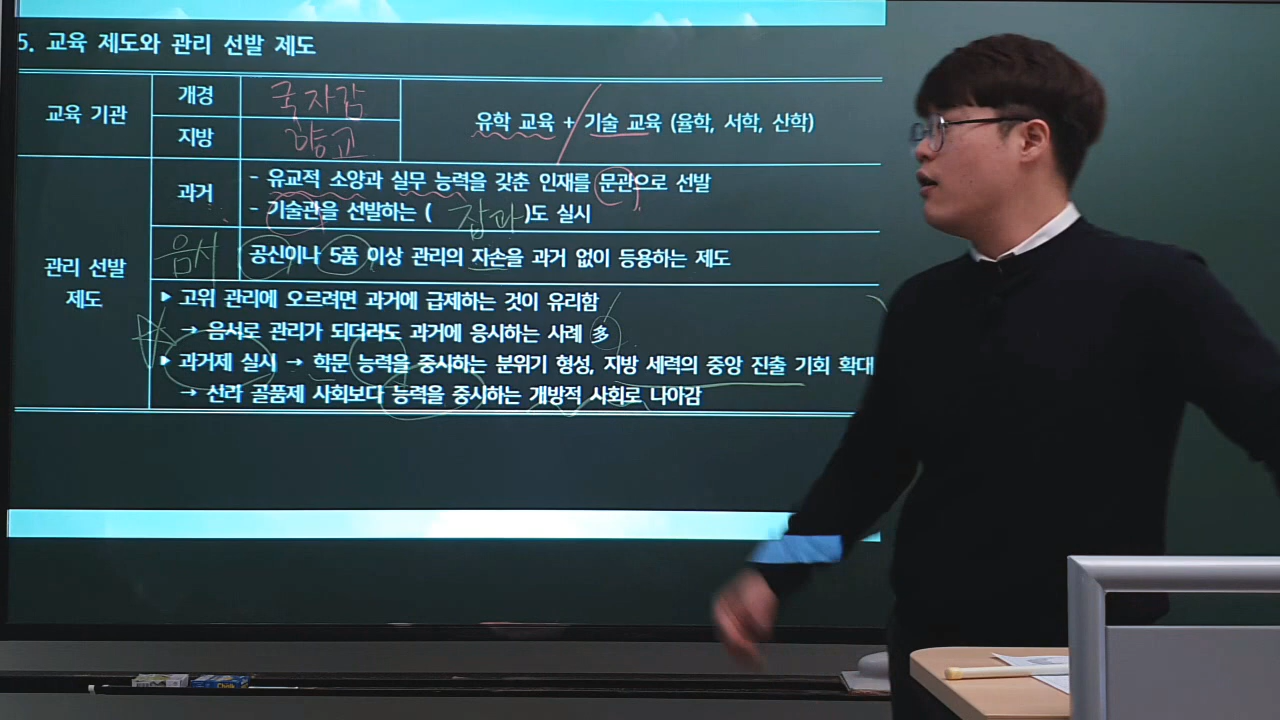 5. 교육 제도와 관리 선발 제도
교육 기관
개경
국자감
지방
향교
유학 교육 + 기술 교육 (율학, 서학, 산학)
관리 선발
제도
과거
- 유교적 소양과 실무 능력을 갖춘 인재를 문관으로 선발
- 기술관을 선발하는 ( 잡과 )도 실시
음서
공신이나 5품 이상 관리의 자손을 과거 없이 등용하는 제도
▶ 고위 관리에 오르려면 과거에 급제하는 것이 유리함
→ 음서로 관리가 되더라도 과거에 응시하는 사례 多
▶ 과거제 실시 → 학문 능력을 중시하는 분위기 형성, 지방 세력의 중앙 진출 기회 확대
→ 신라 골품제 사회보다 능력을 중시하는 개방적 사회로 나아감